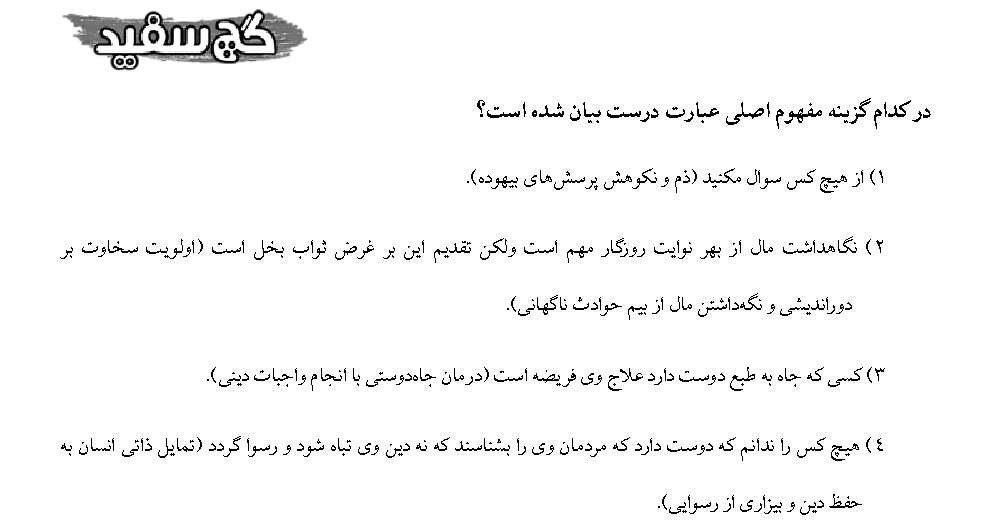 گچ سفید
در کدام گزینه مفهوم اصلی عبارت درست بیان شده است؟
۱) از هیچ کس سوال مکنید (ذم و نکوهش پرسش‌های بیهوده).
۲) نگاهداشت مال از بهر نوایت روزگار مهم است ولکن تقدیم این بر غرض ثواب بخل است (اولویت سخاوت بر
دوراندیشی و نگه‌داشتن مال از بیم حوادث ناگهانی).
۳) کسی که جاه به طبع دوست دارد علاج وی فریضه است (درمان جاه‌دوستی با انجام واجبات دینی).
٤) هیچ کس را ندانم که دوست دارد که مردمان وی را بشناسند که نه دین وی تباه شود و رسوا گردد (تمایل ذاتی انسان به
حفظ دین و بیزاری از رسوایی).